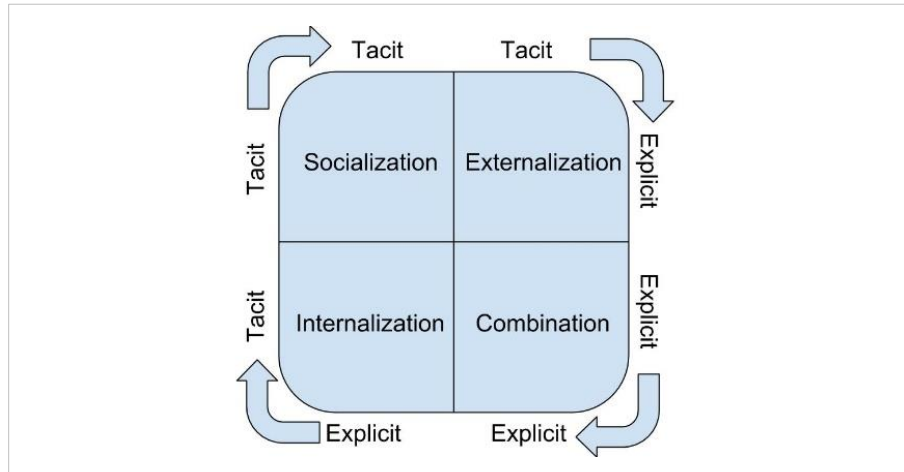 Tacit Tacit
Tacit
Explicit
Socialization Externalization
Tacit
Explicit
Internalization Combination
Explicit Explicit